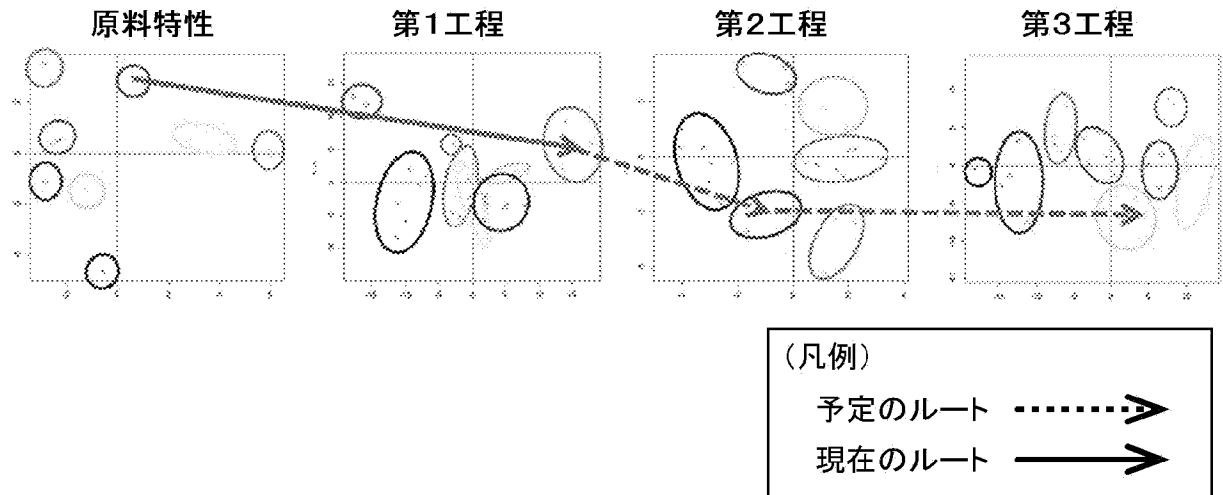 原料特性
第1工程
第2工程
第3工程
(凡例)
予定のルート
現在のルート